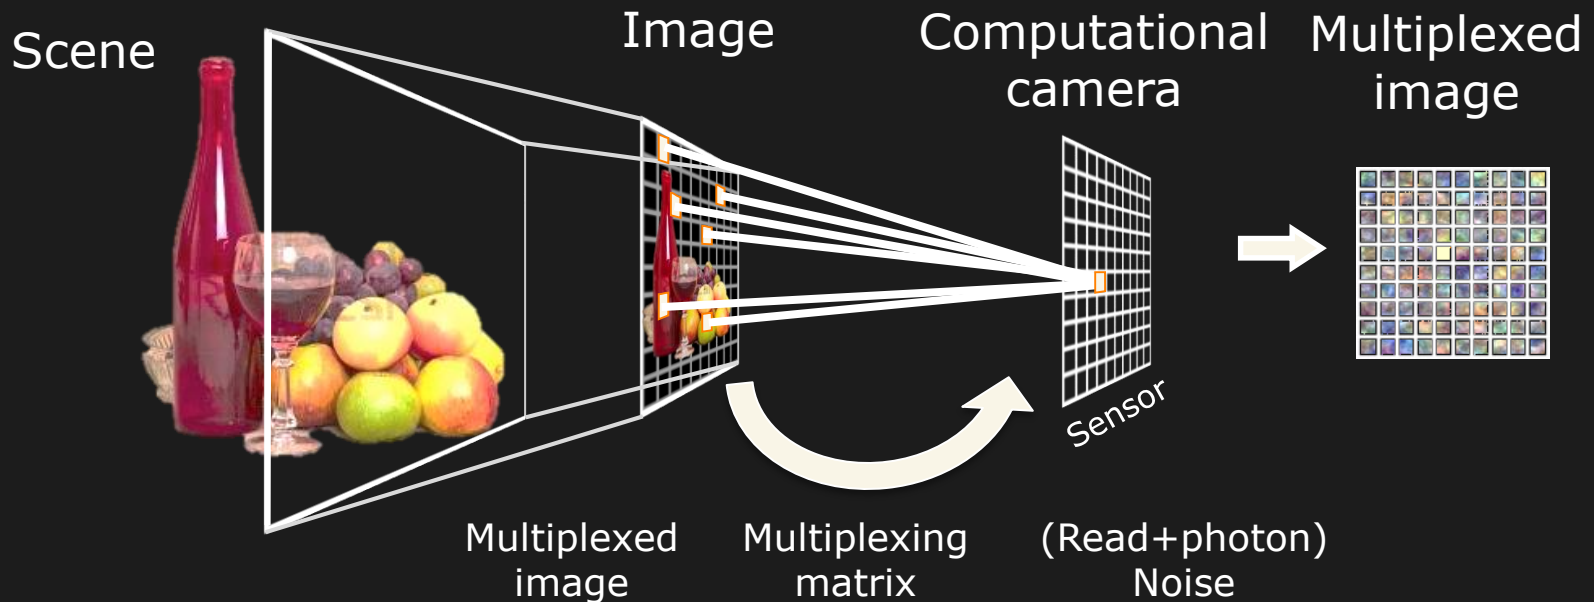 Scene
Image
Computational
camera
Multiplexed
image
Sensor
Multiplexed
image
Multiplexing
matrix
(Read+photon)
Noise